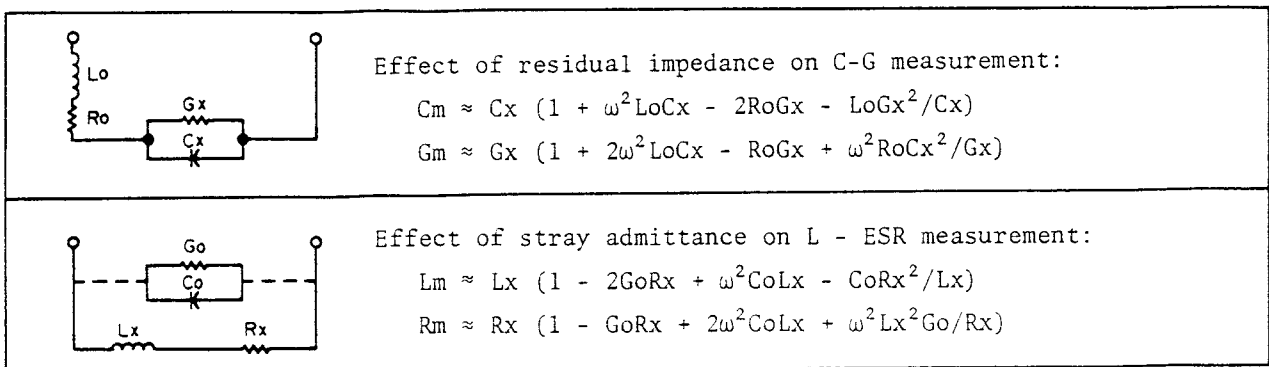 Lo
Ro
Gx
Cx
Effect of residual impedance on C-G measurement:
Cm ≈ Cx (1 + ω²LoCx - 2RoGx - LoGx²/Cx)
Gm ≈ Gx (1 + 2ω²LoCx - RoGx + ω²RoCx²/Gx)
Go
Co
Lx
Rx
Effect of stray admittance on L - ESR measurement:
Lm ≈ Lx (1 - 2GoRx + ω²CoLx - CoRx²/Lx)
Rm ≈ Rx (1 - GoRx + 2ω²CoLx + ω²Lx²Go/Rx)